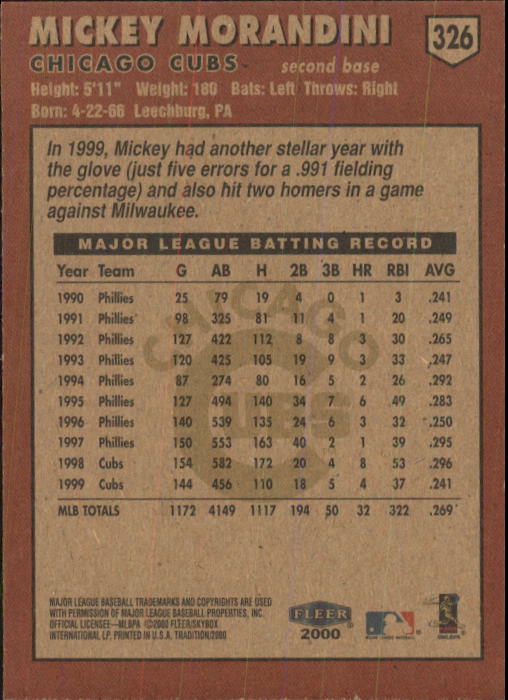 MICKEY MORANDINI
326
CHICAGO CUBS second base
Height: 5'11" Weight: 180 Bats: Left Throws: Right
Born: 4-22-66 Leechburg, PA
In 1999, Mickey had another stellar year with
the glove (just five errors for a .991 fielding
percentage) and also hit two homers in a game
against Milwaukee.
MAJOR LEAGUE BATTING RECORD
Year Team G AB H 2B 3B HR RBI AVG
1990 Phillies 25 79 19 4 0 1 3 .241
1991 Phillies 98 325 81 11 4 1 20 .249
1992 Phillies 127 422 112 8 8 3 30 .265
1993 Phillies 120 425 105 19 9 3 33 .247
1994 Phillies 87 274 80 16 5 2 26 .292
1995 Phillies 127 494 140 34 7 6 49 .283
1996 Phillies 140 539 135 24 6 3 32 .250
1997 Phillies 150 553 163 40 2 1 39 .295
1998 Cubs 154 582 172 20 4 8 53 .296
1999 Cubs 144 456 110 18 5 4 37 .241
MLB TOTALS 1172 4149 1117 194 50 32 322 .269
CHICAGO
CUBS
MAJOR LEAGUE BASEBALL TRADEMARKS AND COPYRIGHTS ARE USED
WITH PERMISSION OF MAJOR LEAGUE BASEBALL PROPERTIES, INC.
OFFICIAL LICENSEE—MLBPA ©2000 FLEER/SKYBOX
INTERNATIONAL LP. PRINTED IN U.S.A. TRADITION/2000
FLEER
2000